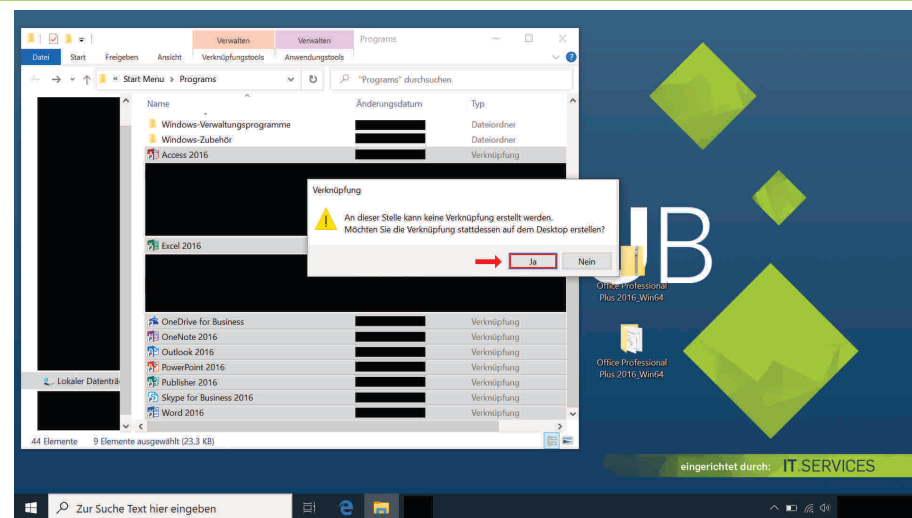 Verwalten Verwalten Programs
Datei Start Freigeben Ansicht Verknüpfungstools Anwendungstools
« Start Menu › Programs "Programs" durchsuchen
Name Änderungsdatum Typ
Windows-Verwaltungsprogramme Dateiordner
Windows-Zubehör Dateiordner
Access 2016 Verknüpfung
Verknüpfung
An dieser Stelle kann keine Verknüpfung erstellt werden.
Möchten Sie die Verknüpfung stattdessen auf dem Desktop erstellen?
Excel 2016
Ja Nein
UB
Office Professional
Plus 2016_Win64
OneDrive for Business Verknüpfung
OneNote 2016 Verknüpfung
Outlook 2016 Verknüpfung
PowerPoint 2016 Verknüpfung
Office Professional
Plus 2016_Win64
Lokaler Datenträ
Publisher 2016 Verknüpfung
Skype for Business 2016 Verknüpfung
Word 2016 Verknüpfung
44 Elemente 9 Elemente ausgewählt (23,3 KB)
eingerichtet durch: IT.SERVICES
Zur Suche Text hier eingeben